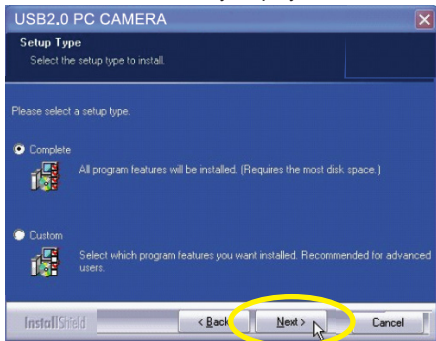 USB2.0 PC CAMERA
Setup Type
Select the setup type to install.
Please select a setup type.
Complete
All program features will be installed. (Requires the most disk space.)
Custom
Select which program features you want installed. Recommended for advanced
users.
InstallShield
< Back
Next >
Cancel